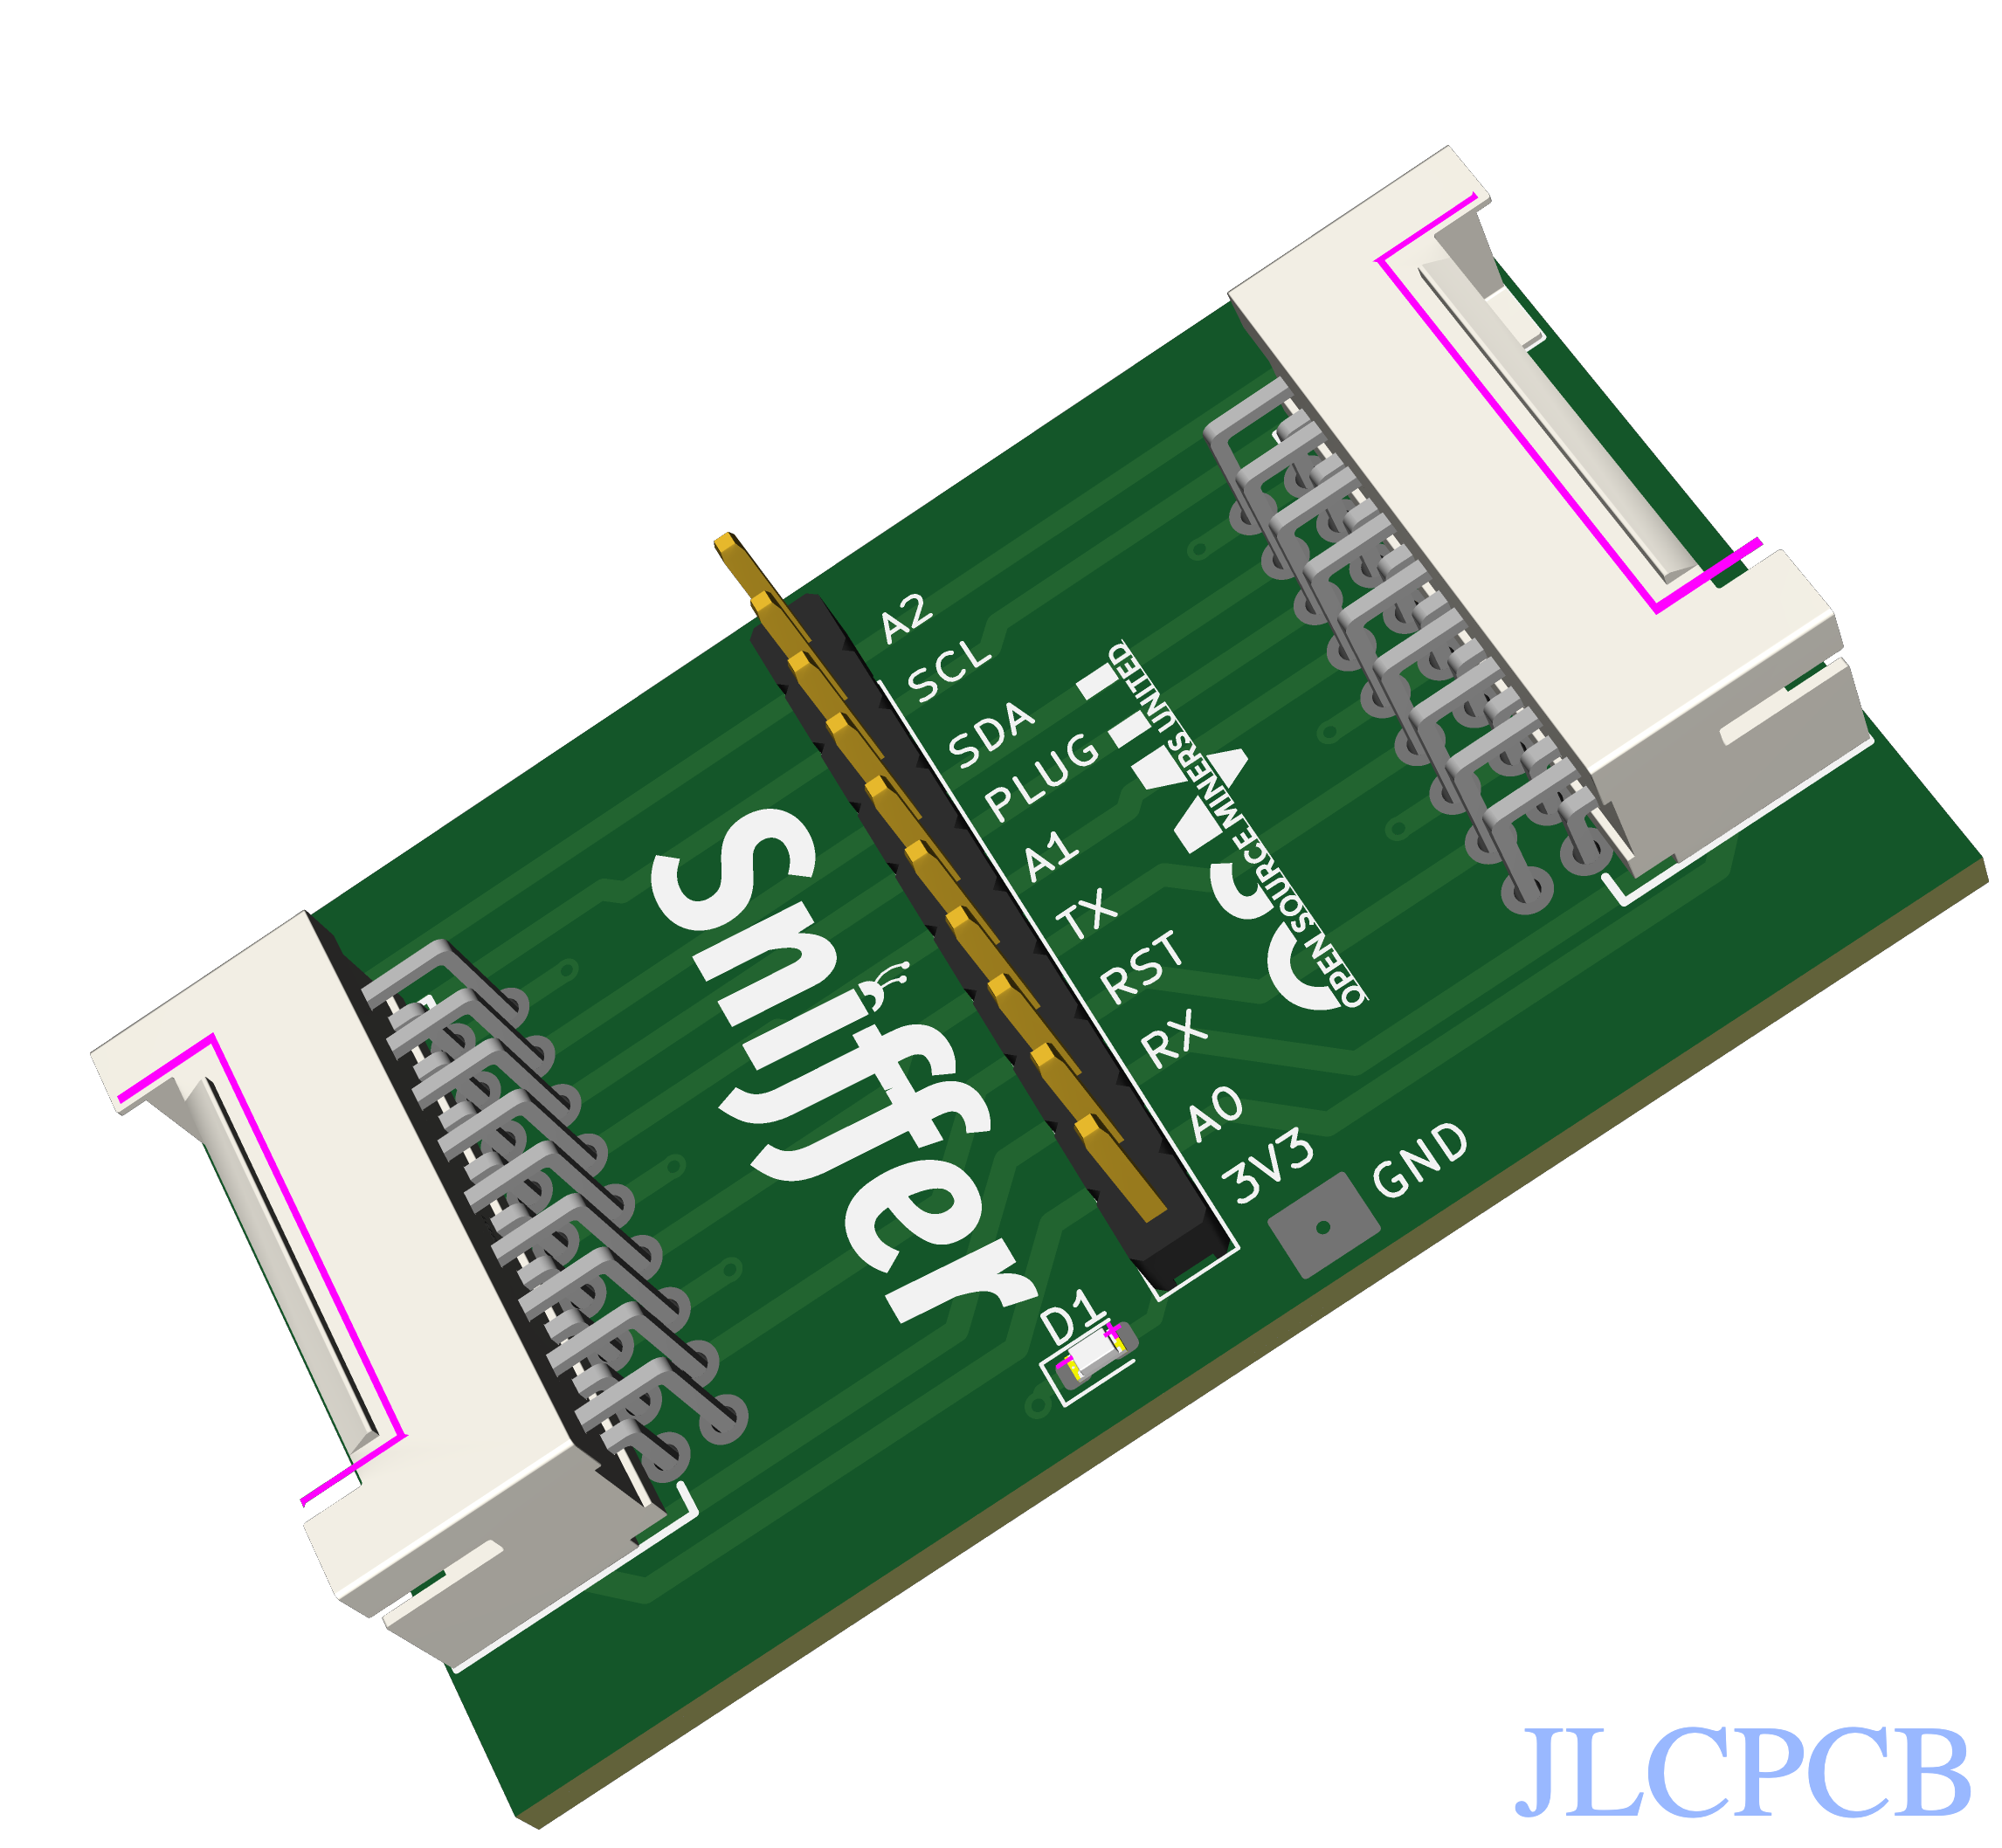 A2
SCL
SDA
PLUG
A1
TX
RST
RX
A0
3V3
GND
OPEN SOURCE MINERS UNITED
Sniffer
D1
JLCPCB